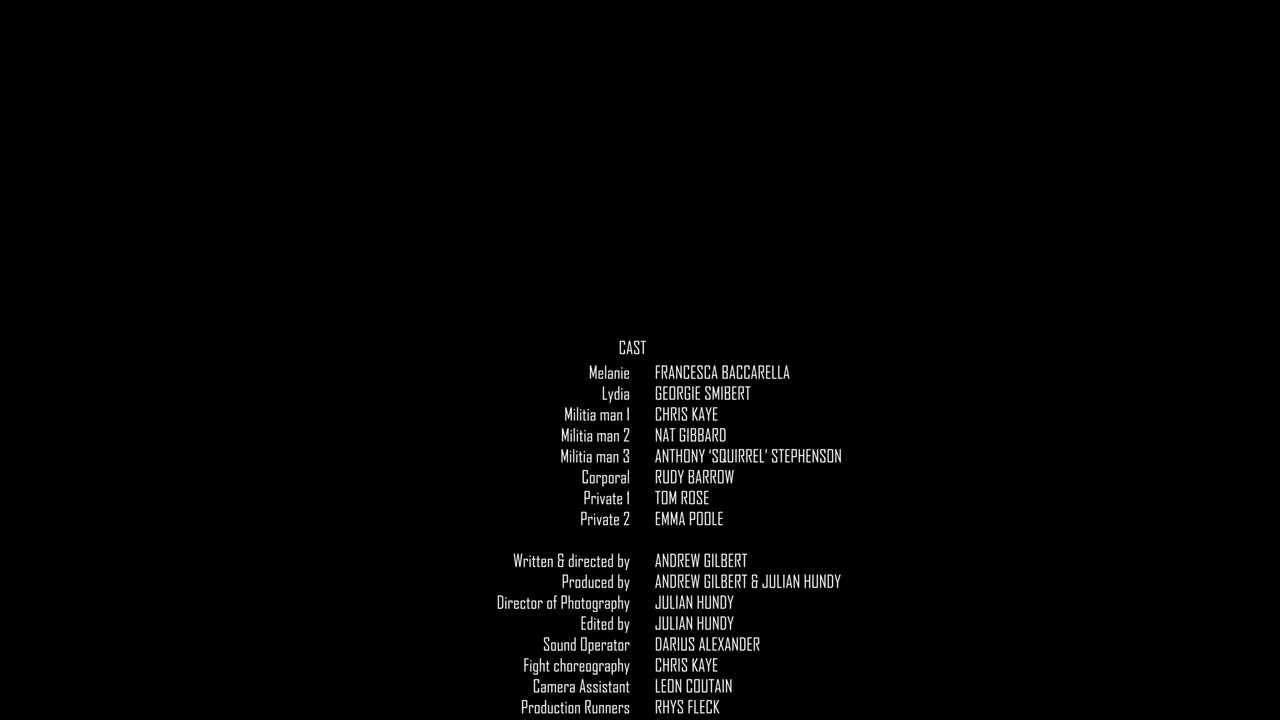 CAST
Melanie FRANCESCA BACCARELLA
Lydia GEORGIE SMIBERT
Militia man 1 CHRIS KAYE
Militia man 2 NAT GIBBARD
Militia man 3 ANTHONY ‘SQUIRREL’ STEPHENSON
Corporal RUDY BARROW
Private 1 TOM ROSE
Private 2 EMMA POOLE
Written & directed by ANDREW GILBERT
Produced by ANDREW GILBERT & JULIAN HUNDY
Director of Photography JULIAN HUNDY
Edited by JULIAN HUNDY
Sound Operator DARIUS ALEXANDER
Fight choreography CHRIS KAYE
Camera Assistant LEON COUTAIN
Production Runners RHYS FLECK